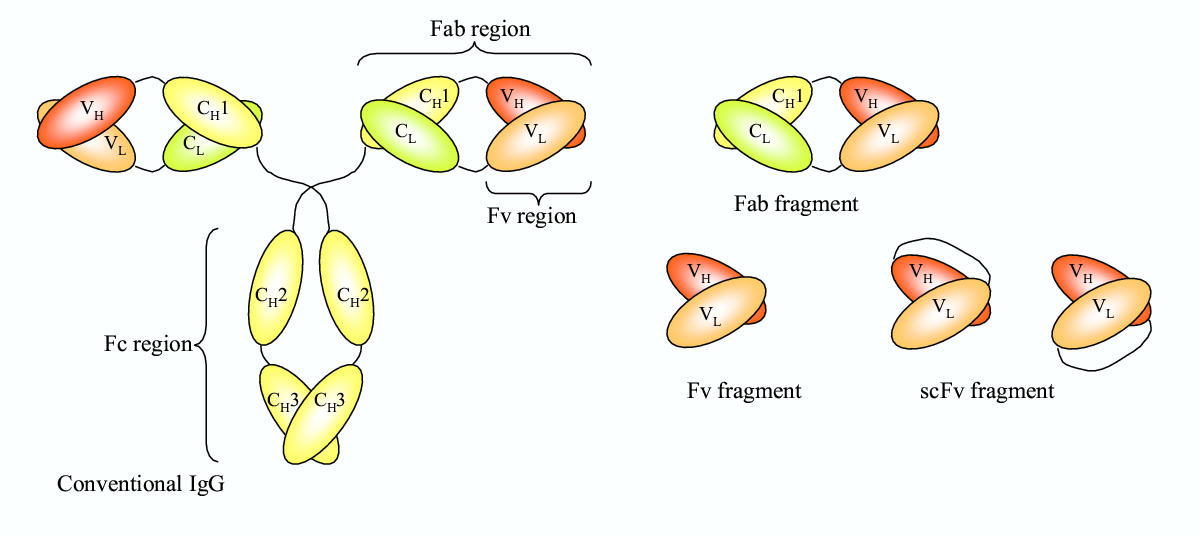 Fab region
VH
CH1
VL
CL
CH1
VH
CL
VL
CH1
VH
CL
VL
Fv region
Fab fragment
CH2
CH2
Fc region
CH3
CH3
VH
VL
VH
VL
VH
VL
Fv fragment
scFv fragment
Conventional IgG